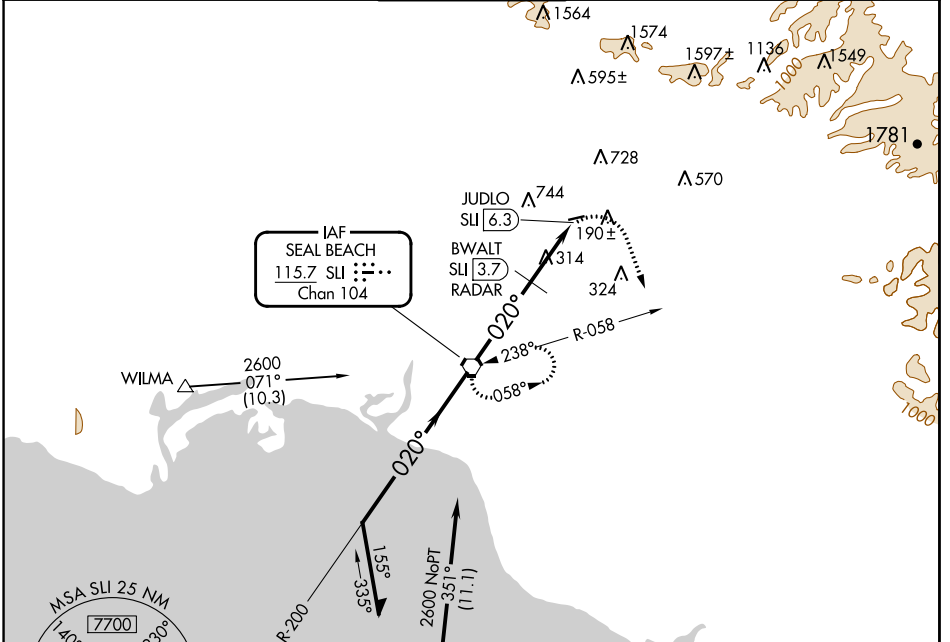 1564
1574
1597±
1136
1549
595±
1000
1781
728
570
744
JUDLO
SLI 6.3
190±
IAF
SEAL BEACH
115.7 SLI
Chan 104
BWALT
SLI 3.7
RADAR
314
324
020°
R-058
238°
058°
WILMA
2600
071°
(10.3)
1000
020°
155°
335°
2600 NoPT
351°
(11.1)
R-200
MSA SLI 25 NM
7700
140°